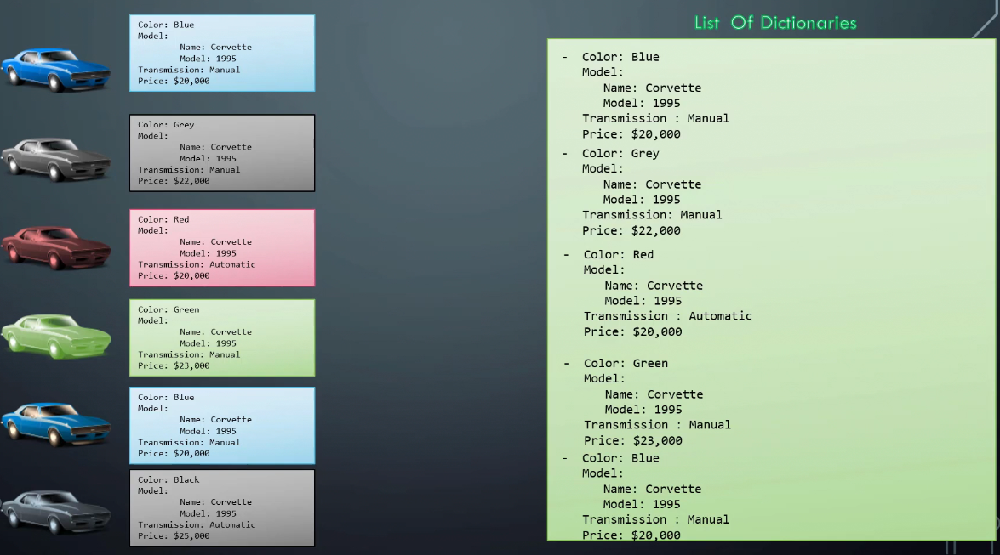 List Of Dictionaries
Color: Blue
Model:
Name: Corvette
Model: 1995
Transmission: Manual
Price: $20,000
Color: Grey
Model:
Name: Corvette
Model: 1995
Transmission: Manual
Price: $22,000
Color: Red
Model:
Name: Corvette
Model: 1995
Transmission: Automatic
Price: $20,000
Color: Green
Model:
Name: Corvette
Model: 1995
Transmission: Manual
Price: $23,000
Color: Blue
Model:
Name: Corvette
Model: 1995
Transmission: Manual
Price: $20,000
Color: Black
Model:
Name: Corvette
Model: 1995
Transmission: Automatic
Price: $25,000
- Color: Blue
Model:
Name: Corvette
Model: 1995
Transmission : Manual
Price: $20,000
- Color: Grey
Model:
Name: Corvette
Model: 1995
Transmission: Manual
Price: $22,000
- Color: Red
Model:
Name: Corvette
Model: 1995
Transmission : Automatic
Price: $20,000
- Color: Green
Model:
Name: Corvette
Model: 1995
Transmission : Manual
Price: $23,000
- Color: Blue
Model:
Name: Corvette
Model: 1995
Transmission : Manual
Price: $20,000